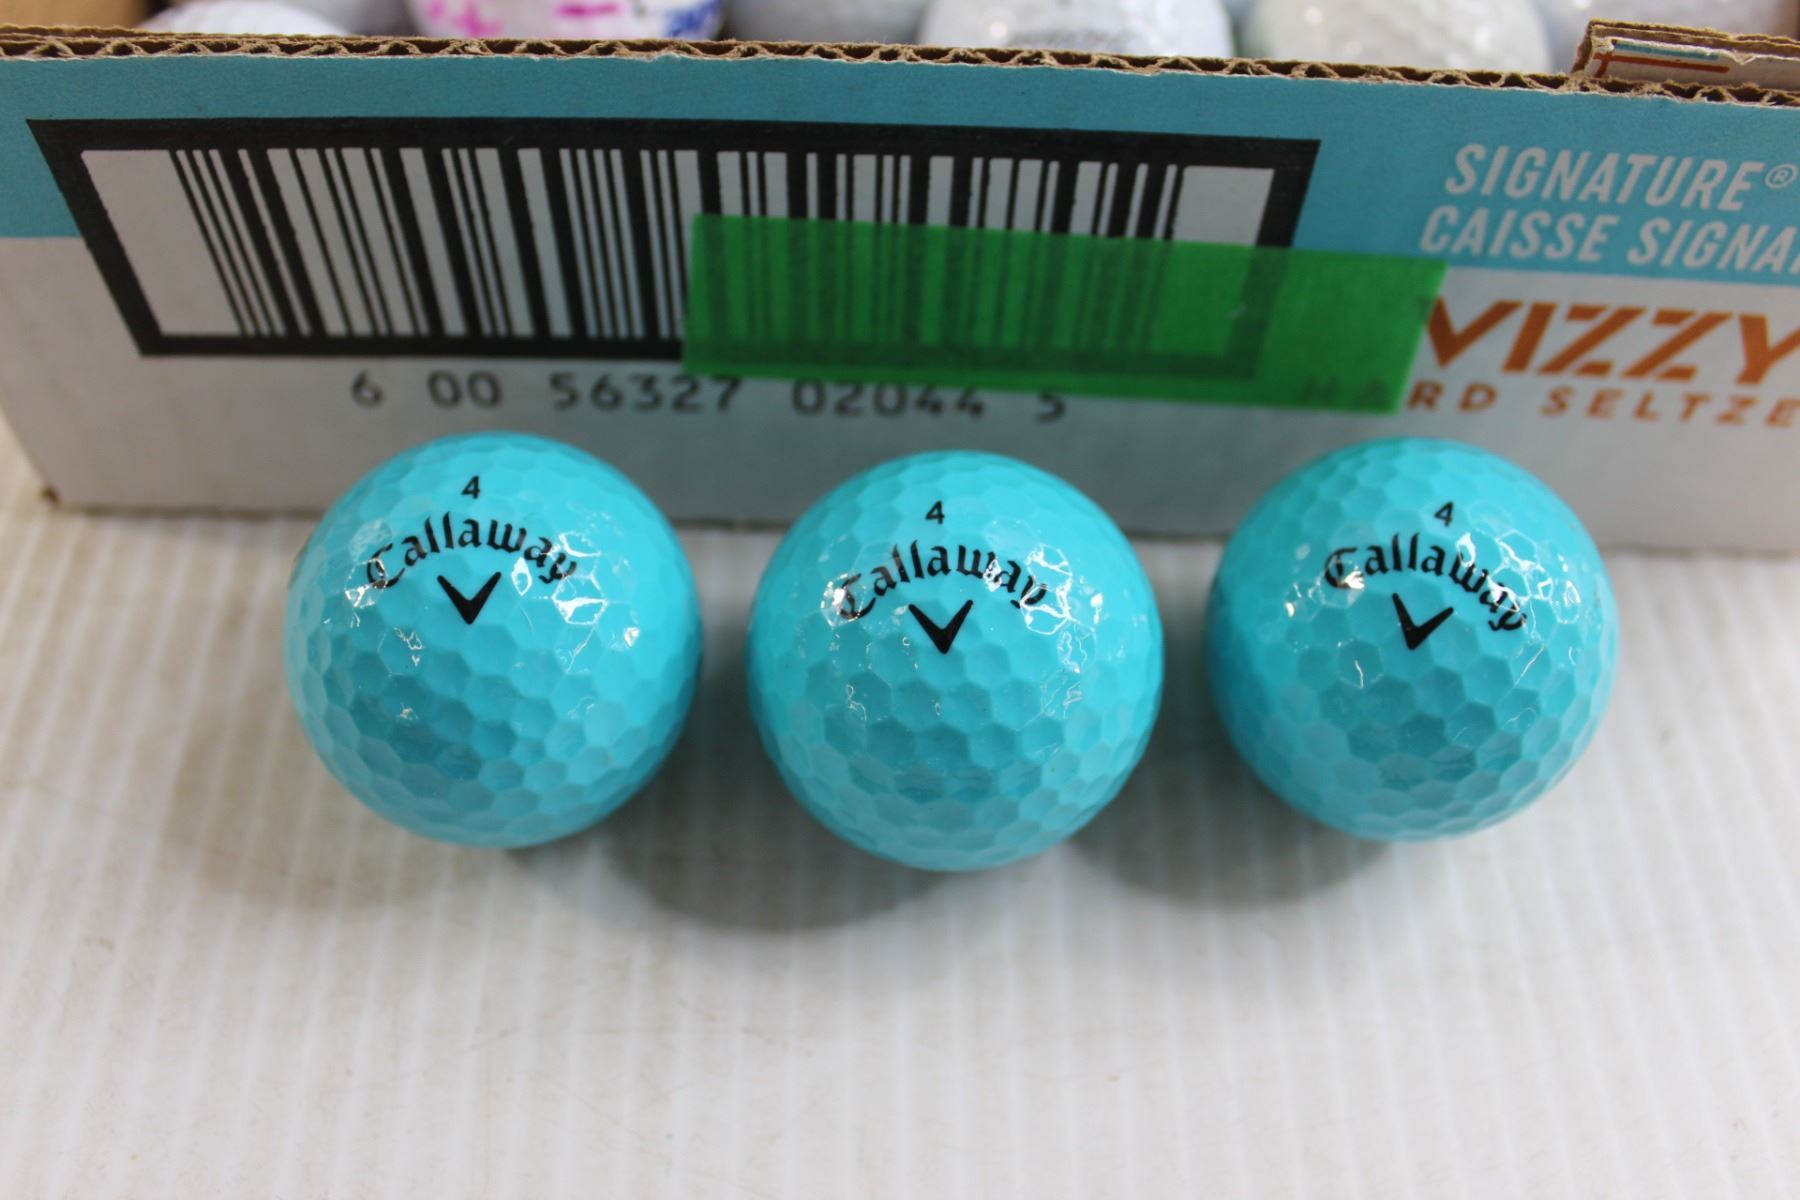 SIGNATURE®
CAISSE SIGNA
VIZZY
HARD SELTZE
6 00 56327 02044 5
4
Callaway
4
Callaway
4
Callaway